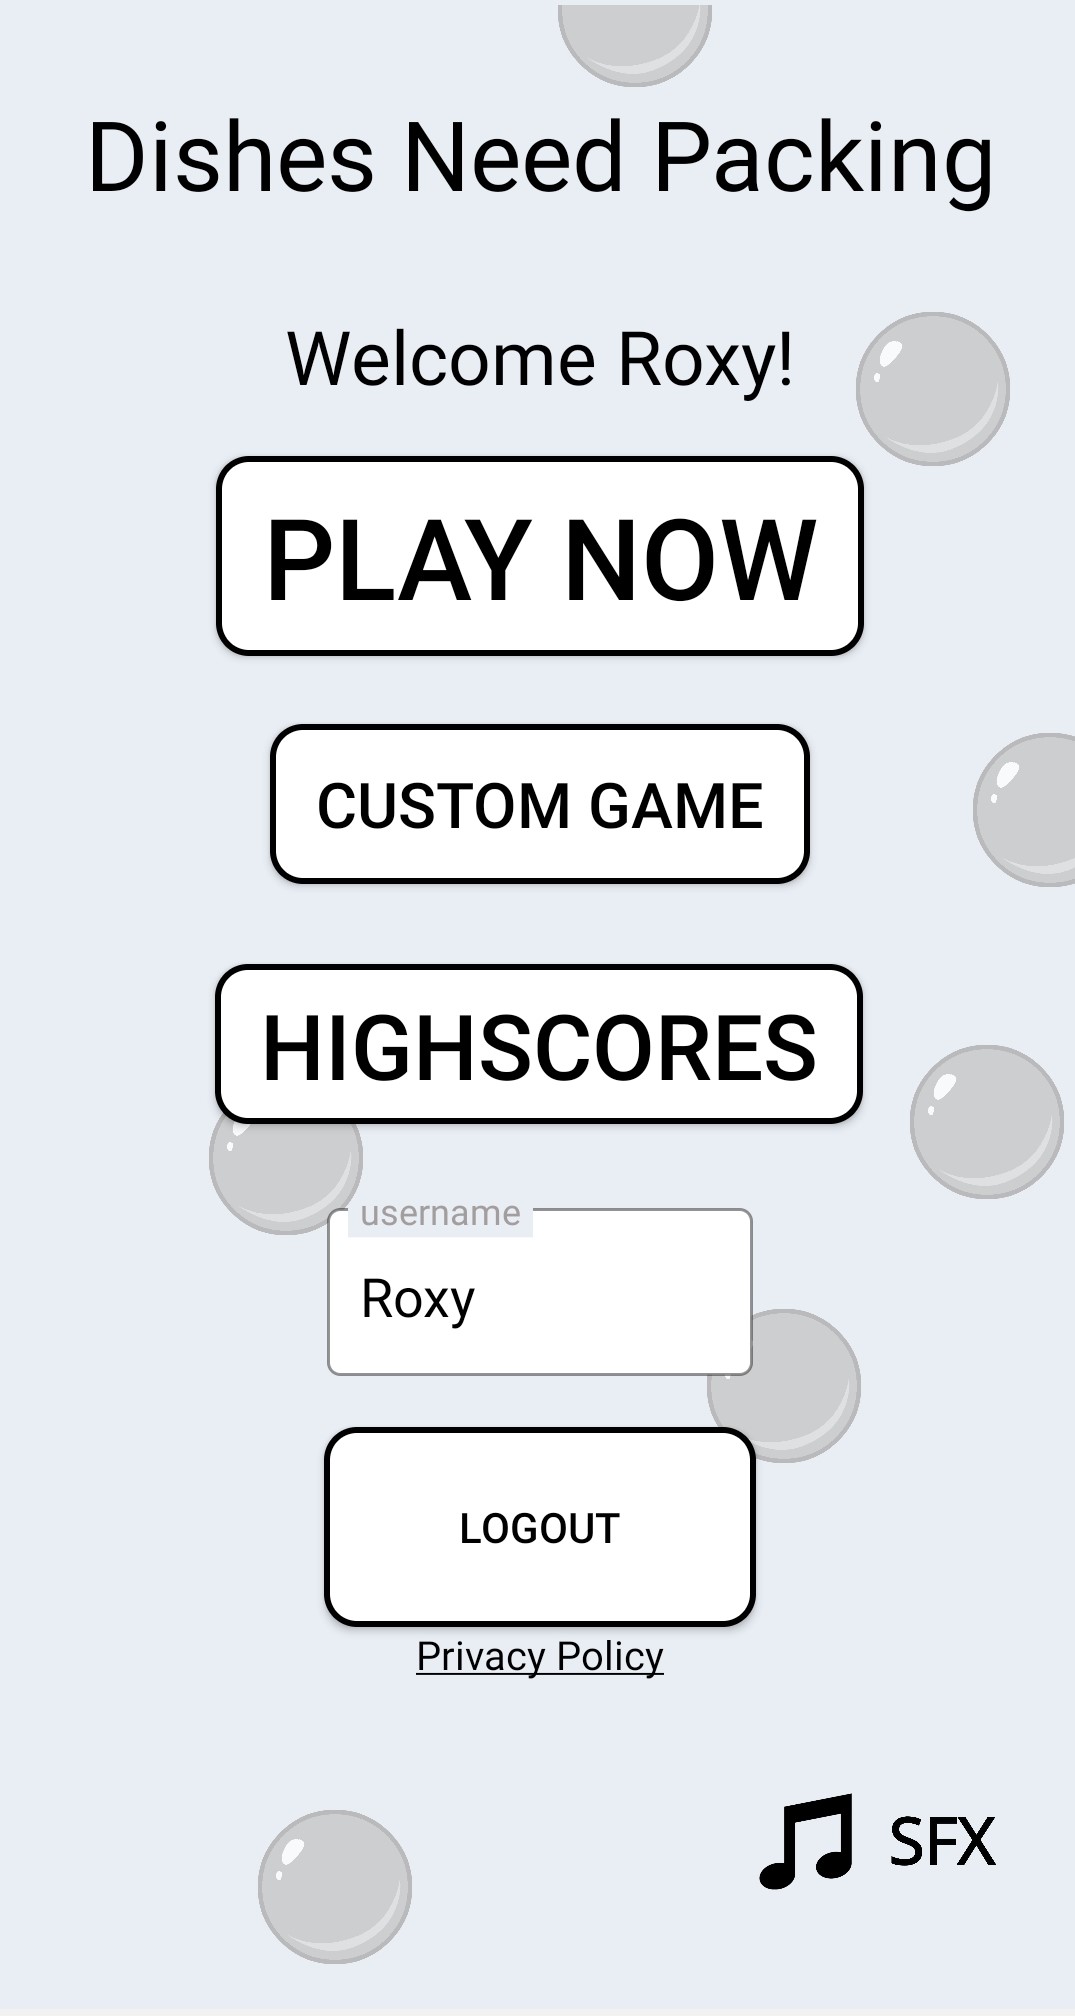 Dishes Need Packing
Welcome Roxy!
PLAY NOW
CUSTOM GAME
HIGHSCORES
username
Roxy
LOGOUT
Privacy Policy
SFX